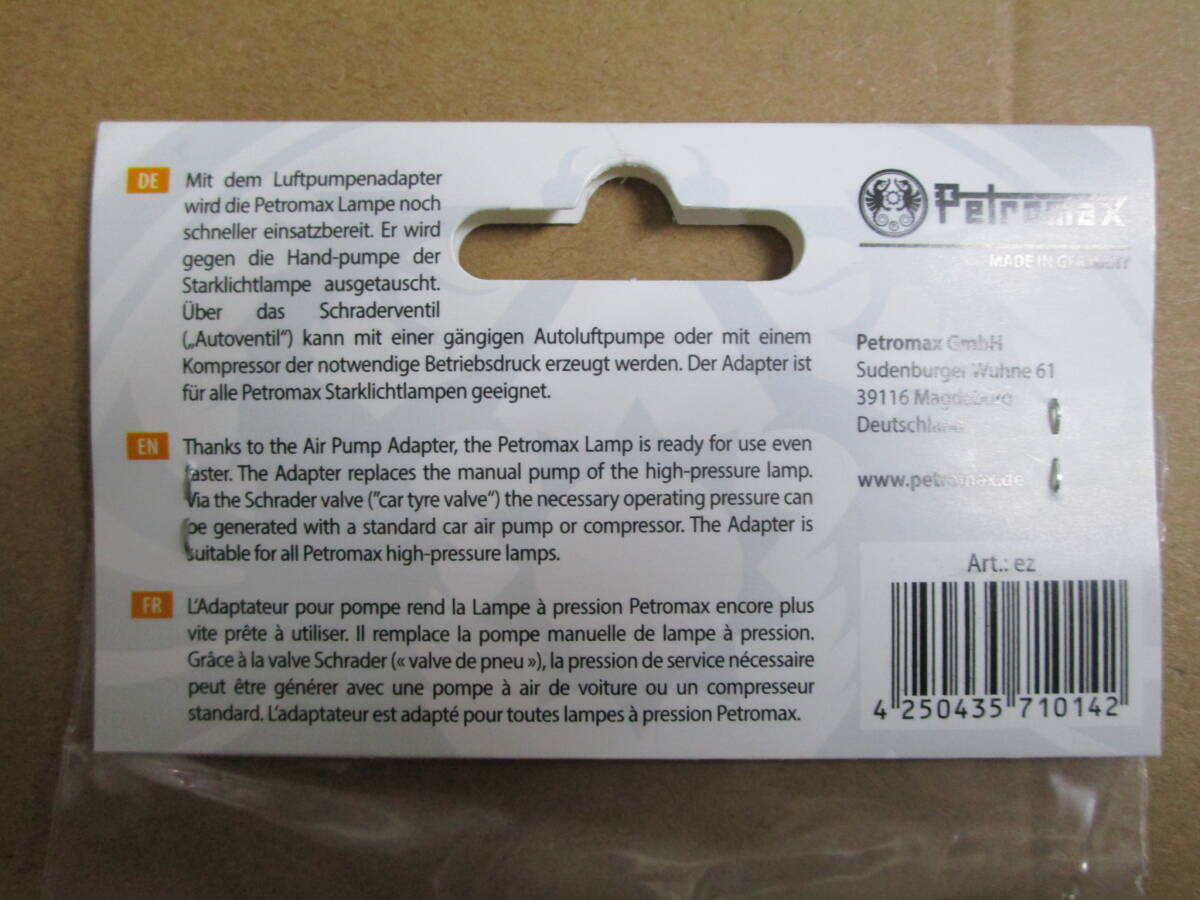 DE
Mit dem Luftpumpenadapter
wird die Petromax Lampe noch
schneller einsatzbereit. Er wird
gegen die Hand-pumpe der
Starklichtlampe ausgetauscht.
Über das Schraderventil
(„Autoventil“) kann mit einer gängigen Autoluftpumpe oder mit einem
Kompressor der notwendige Betriebsdruck erzeugt werden. Der Adapter ist
für alle Petromax Starklichtlampen geeignet.
EN
Thanks to the Air Pump Adapter, the Petromax Lamp is ready for use even
faster. The Adapter replaces the manual pump of the high-pressure lamp.
Via the Schrader valve (”car tyre valve“) the necessary operating pressure can
be generated with a standard car air pump or compressor. The Adapter is
suitable for all Petromax high-pressure lamps.
FR
L‘Adaptateur pour pompe rend la Lampe à pression Petromax encore plus
vite prête à utiliser. Il remplace la pompe manuelle de lampe à pression.
Grâce à la valve Schrader (« valve de pneu »), la pression de service nécessaire
peut être générer avec une pompe à air de voiture ou un compresseur
standard. L‘adaptateur est adapté pour toutes lampes à pression Petromax.
Petromax
MADE IN GERMANY
Petromax GmbH
Sudenburger Wuhne 61
39116 Magdeburg
Deutschland
www.petromax.de
Art.: ez
4 250435 710142